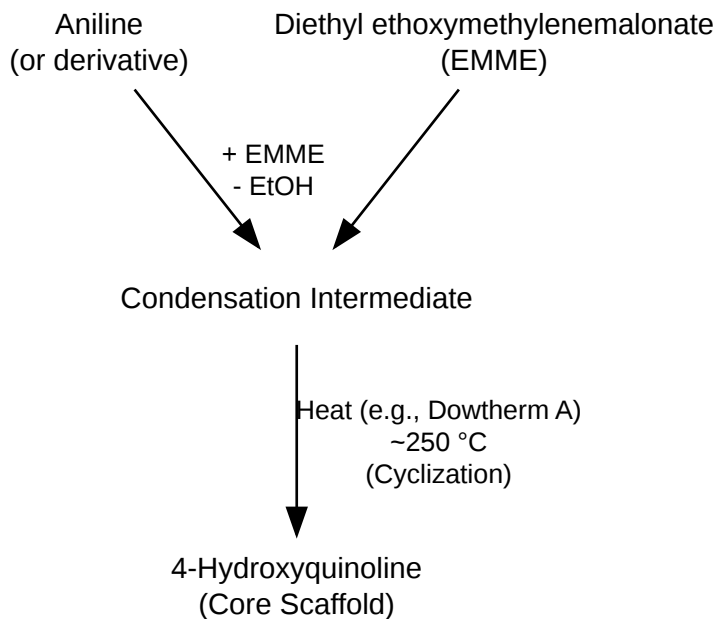 Aniline
(or derivative)
Diethyl ethoxymethylenemalonate
(EMME)
+ EMME
- EtOH
Condensation Intermediate
Heat (e.g., Dowtherm A)
~250 °C
(Cyclization)
4-Hydroxyquinoline
(Core Scaffold)